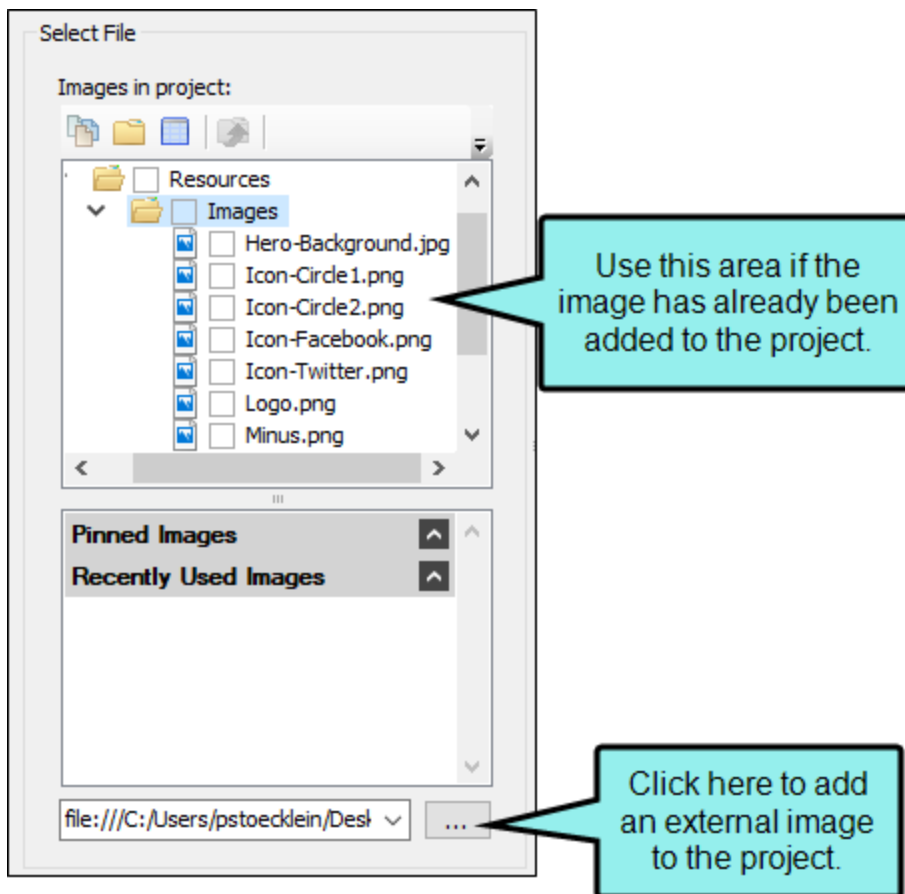 Select File
Images in project:
Resources
Images
Hero-Background.jpg
Icon-Circle1.png
Icon-Circle2.png
Icon-Facebook.png
Icon-Twitter.png
Logo.png
Minus.png
Use this area if the
image has already been
added to the project.
Pinned Images
Recently Used Images
file:///C:/Users/pstoecklein/Desk
...
Click here to add
an external image
to the project.